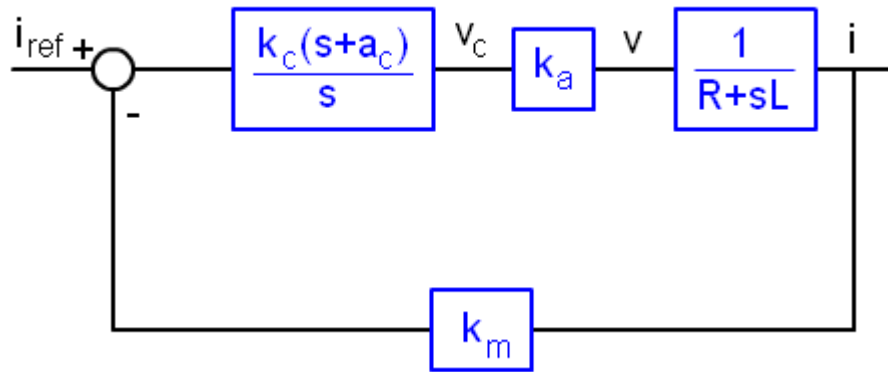 i_ref + -
k_c(s+a_c)
s
v_c
k_a
v
1
R+sL
i
k_m